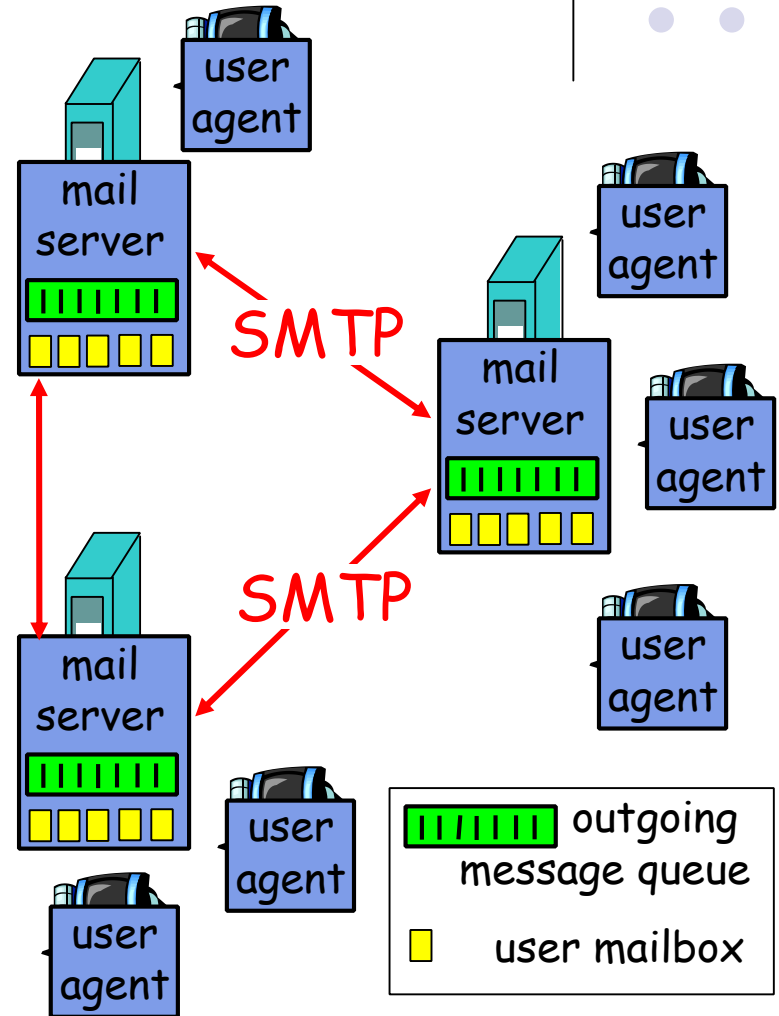 user
agent
mail
server
user
agent
SMTP
mail
server
user
agent
SMTP
user
agent
mail
server
user
agent
outgoing
message queue
user mailbox
user
agent